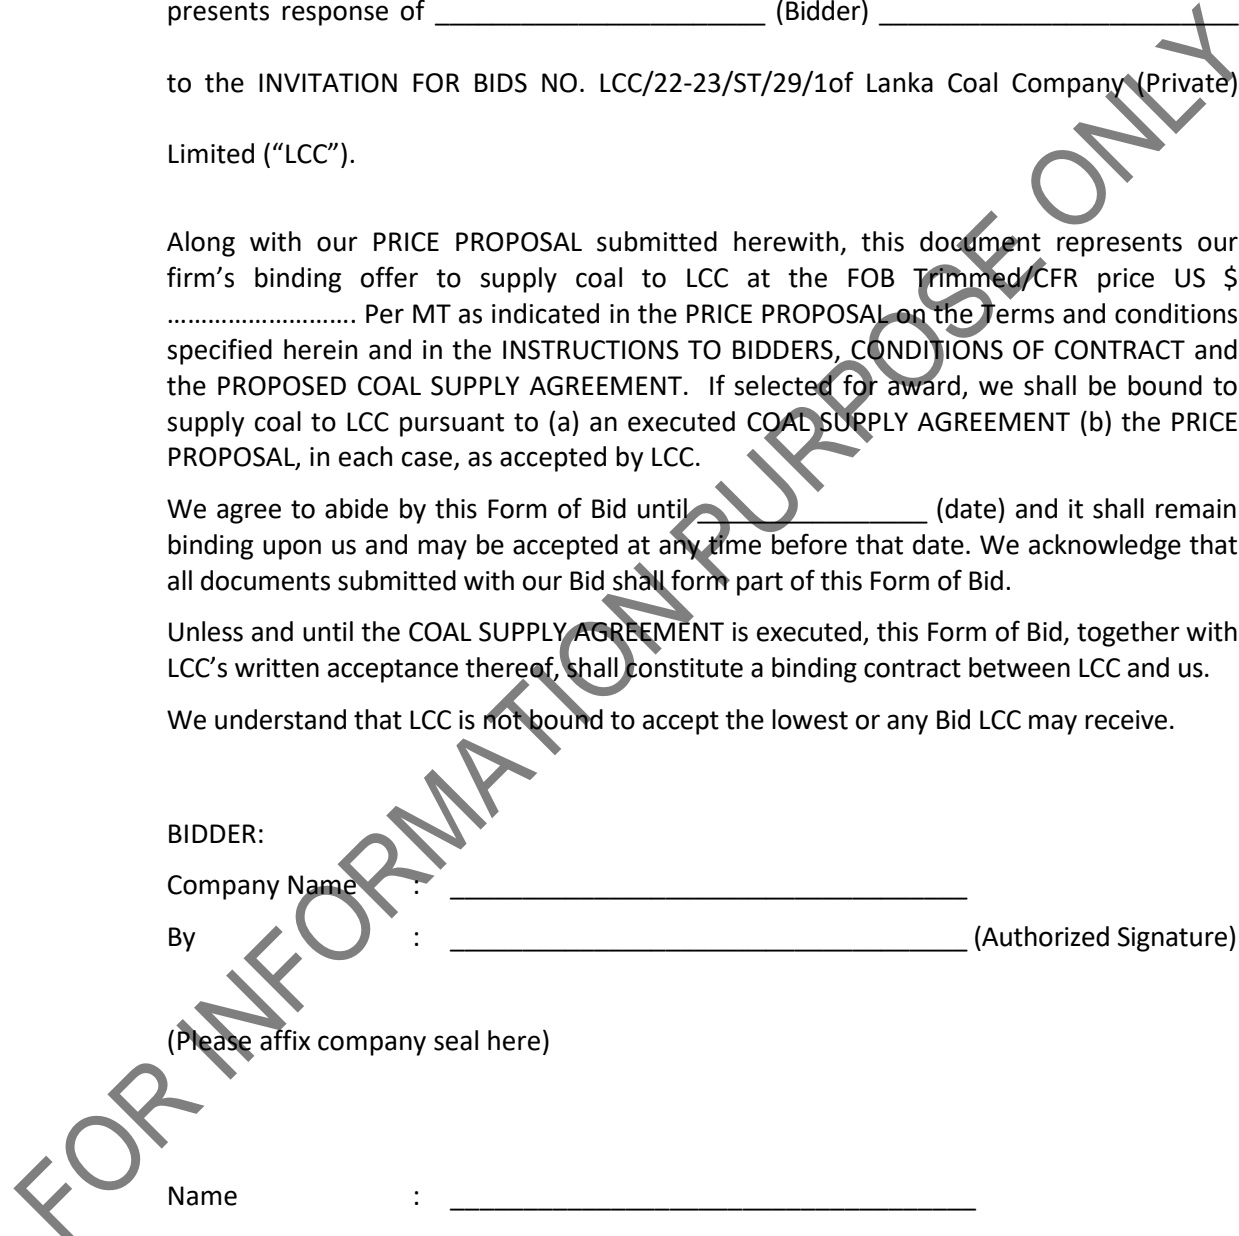 presents response of _______________________ (Bidder) _________________________
to the INVITATION FOR BIDS NO. LCC/22-23/ST/29/1of Lanka Coal Company (Private)
Limited (“LCC”).
Along with our PRICE PROPOSAL submitted herewith, this document represents our
firm’s binding offer to supply coal to LCC at the FOB Trimmed/CFR price US $
………………………. Per MT as indicated in the PRICE PROPOSAL on the Terms and conditions
specified herein and in the INSTRUCTIONS TO BIDDERS, CONDITIONS OF CONTRACT and
the PROPOSED COAL SUPPLY AGREEMENT. If selected for award, we shall be bound to
supply coal to LCC pursuant to (a) an executed COAL SUPPLY AGREEMENT (b) the PRICE
PROPOSAL, in each case, as accepted by LCC.
We agree to abide by this Form of Bid until ________________ (date) and it shall remain
binding upon us and may be accepted at any time before that date. We acknowledge that
all documents submitted with our Bid shall form part of this Form of Bid.
Unless and until the COAL SUPPLY AGREEMENT is executed, this Form of Bid, together with
LCC’s written acceptance thereof, shall constitute a binding contract between LCC and us.
We understand that LCC is not bound to accept the lowest or any Bid LCC may receive.
BIDDER:
Company Name : ____________________________________
By : ____________________________________ (Authorized Signature)
(Please affix company seal here)
Name : ____________________________________
FOR INFORMATION PURPOSE ONLY